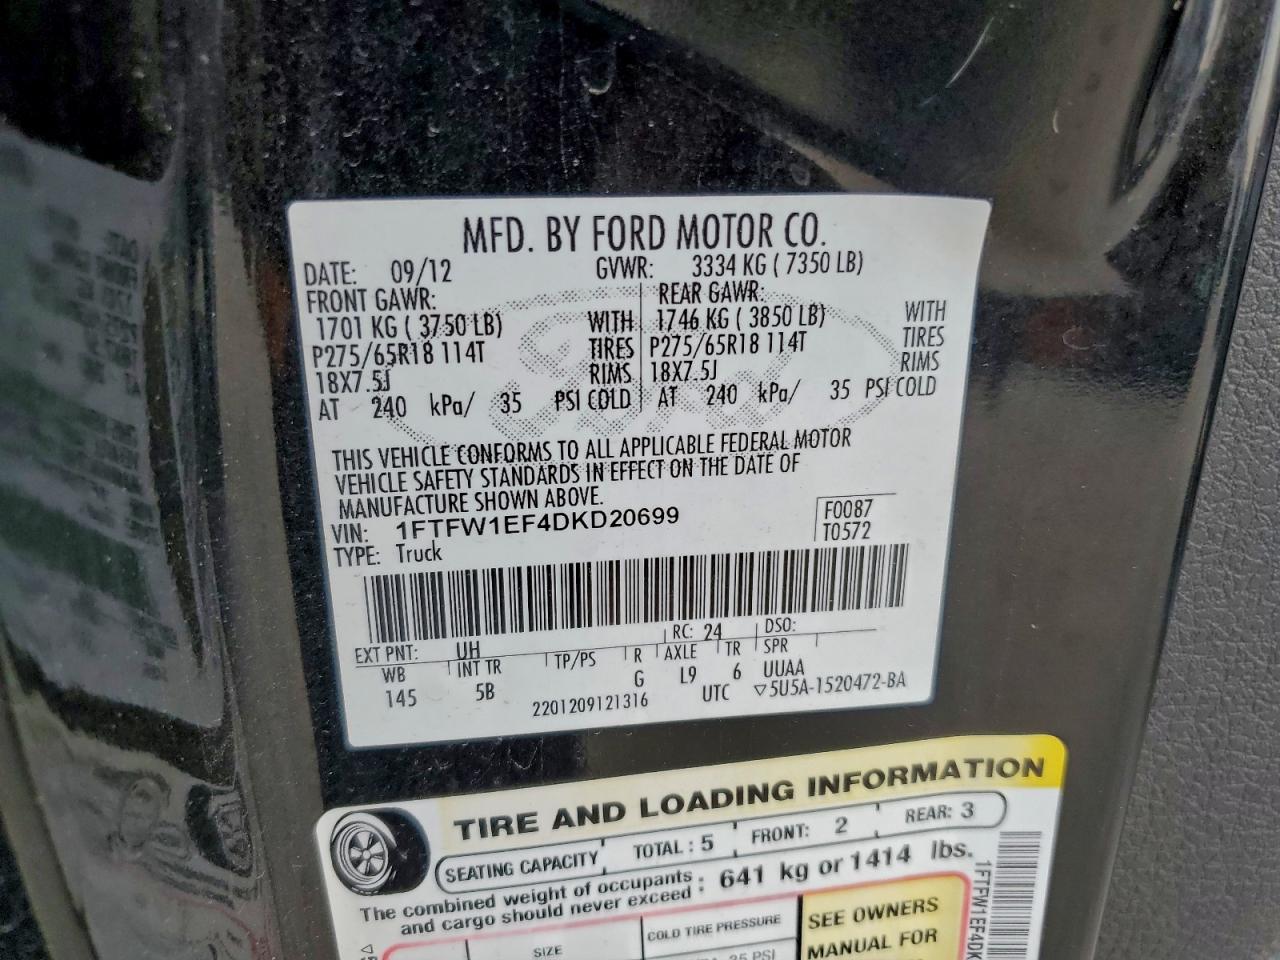 MFD. BY FORD MOTOR CO.
DATE: 09/12 GVWR: 3334 KG ( 7350 LB)
FRONT GAWR: REAR GAWR:
1701 KG ( 3750 LB) WITH 1746 KG ( 3850 LB) WITH
P275/65R18 114T TIRES P275/65R18 114T TIRES
18X7.5J RIMS 18X7.5J RIMS
AT 240 kPa/ 35 PSI COLD AT 240 kPa/ 35 PSI COLD
THIS VEHICLE CONFORMS TO ALL APPLICABLE FEDERAL MOTOR
VEHICLE SAFETY STANDARDS IN EFFECT ON THE DATE OF
MANUFACTURE SHOWN ABOVE.
VIN: 1FTFW1EF4DKD20699 F0087
TYPE: Truck T0572
EXT PNT: UH RC: 24 DSO:
WB INT TR TP/PS R AXLE TR SPR
145 5B G L9 6 UUAA
2201209121316 UTC ▽5U5A-1520472-BA
TIRE AND LOADING INFORMATION
SEATING CAPACITY TOTAL : 5 FRONT: 2 REAR: 3
The combined weight of occupants
and cargo should never exceed : 641 kg or 1414 lbs.
SIZE COLD TIRE PRESSURE SEE OWNERS
35 PSI MANUAL FOR
1FTFW1EF4DK